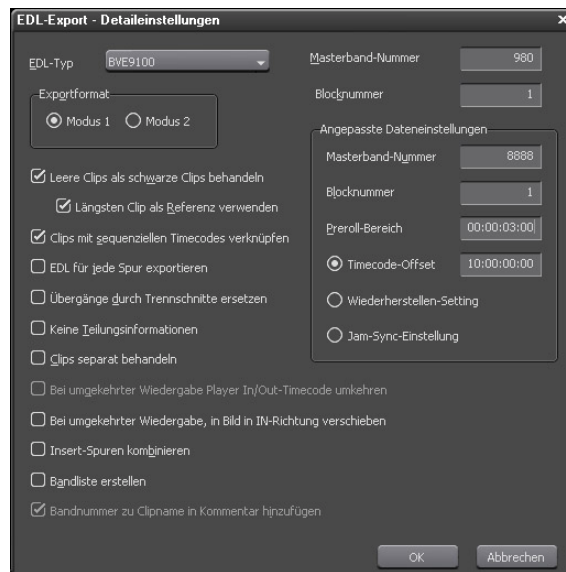 EDL-Export - Detaileinstellungen
EDL-Typ BVE9100
Exportformat
Modus 1 Modus 2
Leere Clips als schwarze Clips behandeln
Längsten Clip als Referenz verwenden
Clips mit sequenziellen Timecodes verknüpfen
EDL für jede Spur exportieren
Übergänge durch Trennschnitte ersetzen
Keine Teilungsinformationen
Clips separat behandeln
Bei umgekehrter Wiedergabe Player In/Out-Timecode umkehren
Bei umgekehrter Wiedergabe, in Bild in IN-Richtung verschieben
Insert-Spuren kombinieren
Bandliste erstellen
Bandnummer zu Clipname in Kommentar hinzufügen
Masterband-Nummer 980
Blocknummer 1
Angepasste Dateneinstellungen
Masterband-Nummer 8888
Blocknummer 1
Preroll-Bereich 00:00:03:00
Timecode-Offset 10:00:00:00
Wiederherstellen-Setting
Jam-Sync-Einstellung
OK Abbrechen